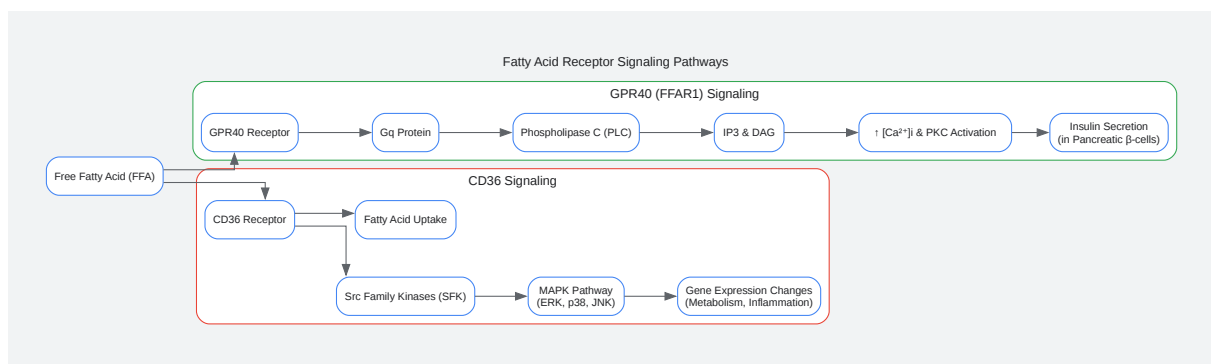 Fatty Acid Receptor Signaling Pathways
GPR40 (FFAR1) Signaling
GPR40 Receptor
Gq Protein
Phospholipase C (PLC)
IP3 & DAG
↑ [Ca²⁺]i & PKC Activation
Insulin Secretion
(in Pancreatic β-cells)
Free Fatty Acid (FFA)
CD36 Signaling
CD36 Receptor
Fatty Acid Uptake
Src Family Kinases (SFK)
MAPK Pathway
(ERK, p38, JNK)
Gene Expression Changes
(Metabolism, Inflammation)